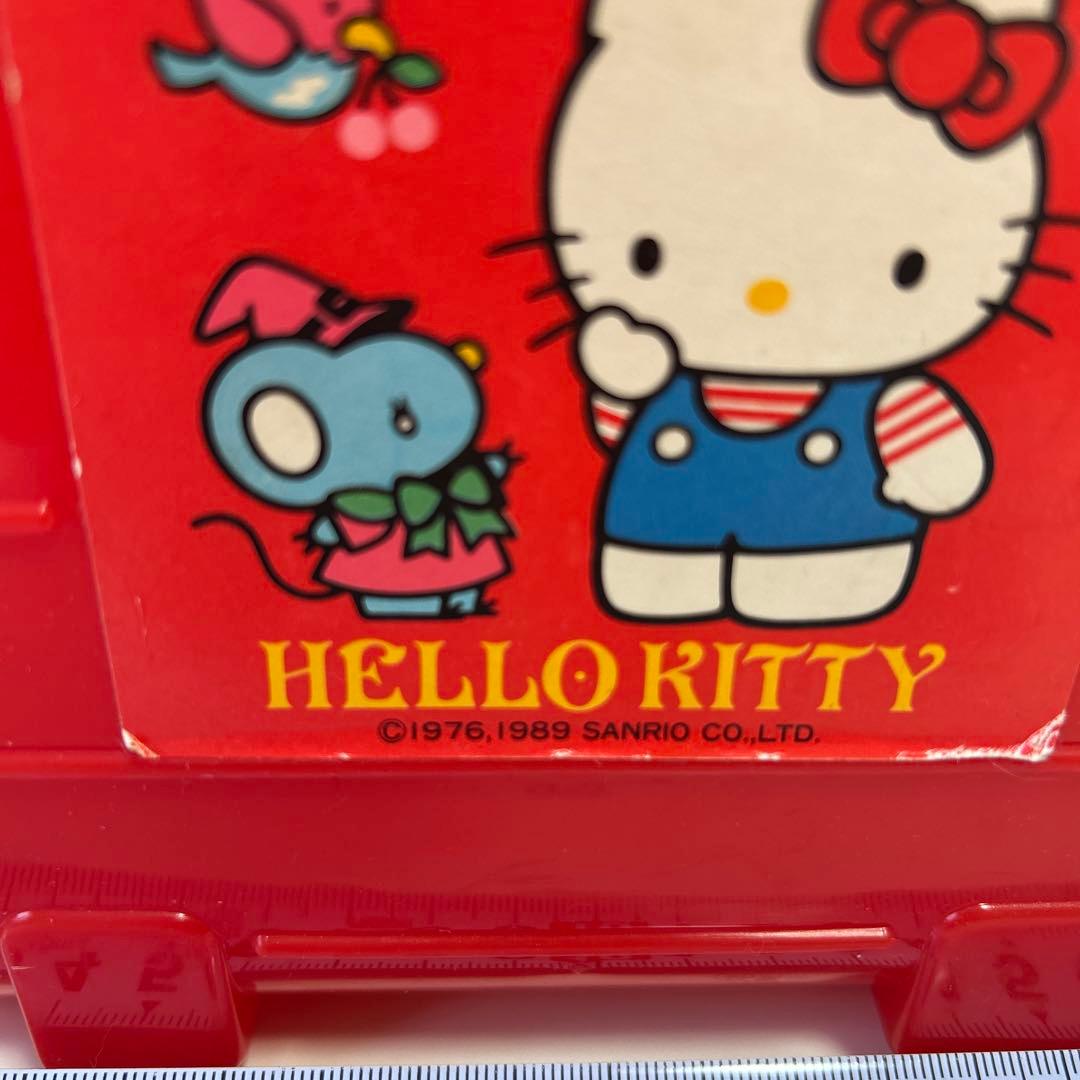 HELLO KITTY
©1976,1989 SANRIO CO.,LTD.